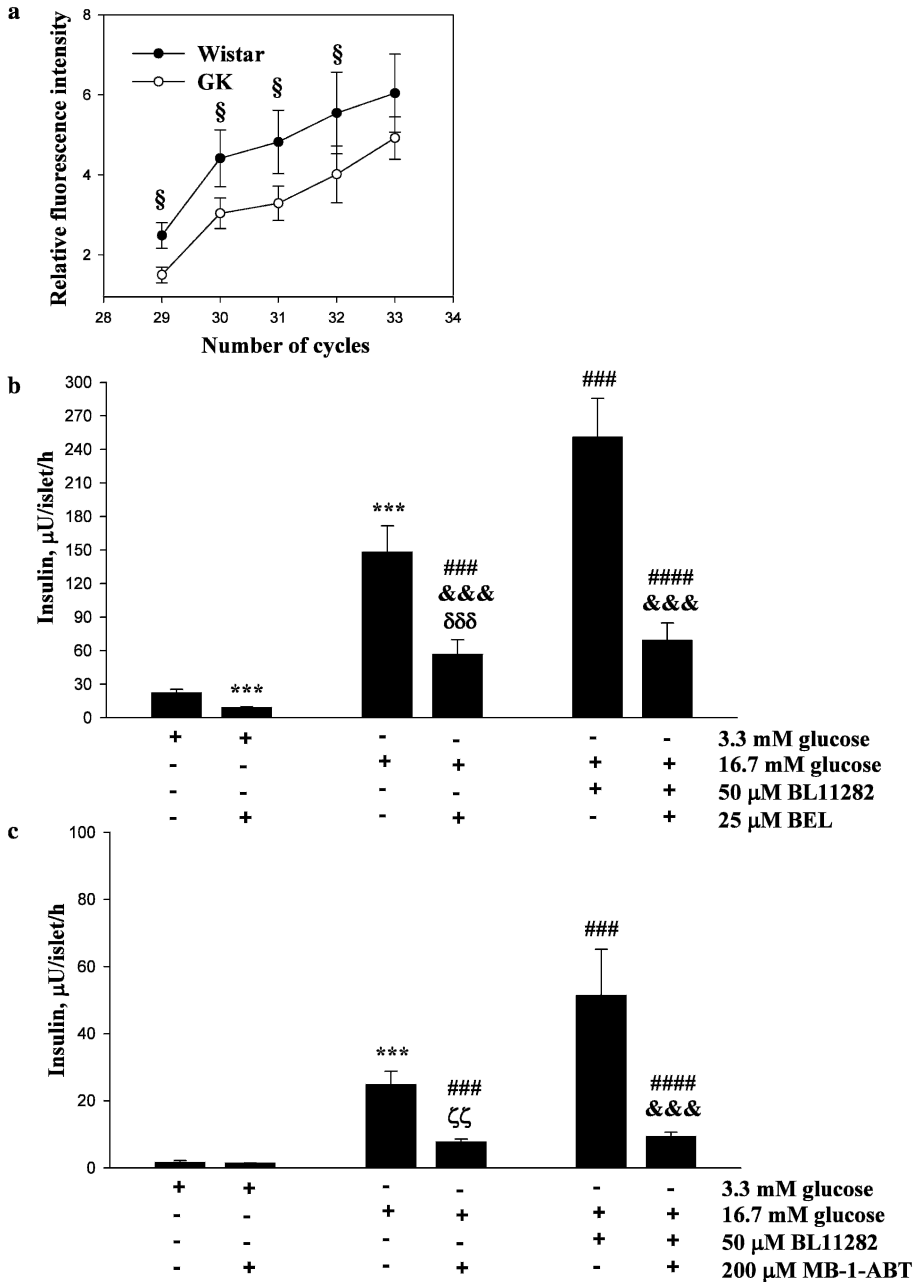 a
8
6
4
2
Relative fluorescence intensity
Wistar
GK
§
§
§
§
28 29 30 31 32 33 34
Number of cycles
b
300
270
240
210
180
150
120
90
60
30
0
Insulin, µU/islet/h
***
***
###
&&&
δδδ
###
####
&&&
+ + - - - - 3.3 mM glucose
- - + + + + 16.7 mM glucose
- - - - + + 50 µM BL11282
- + - + - + 25 µM BEL
c
100
80
60
40
20
0
Insulin, µU/islet/h
***
###
ζζ
###
####
&&&
+ + - - - - 3.3 mM glucose
- - + + + + 16.7 mM glucose
- - - - + + 50 µM BL11282
- + - + - + 200 µM MB-1-ABT